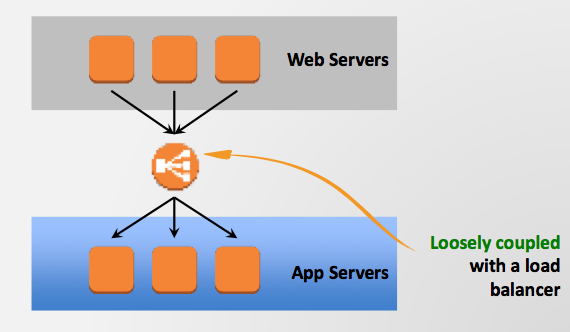 Web Servers
App Servers
Loosely coupled
with a load
balancer